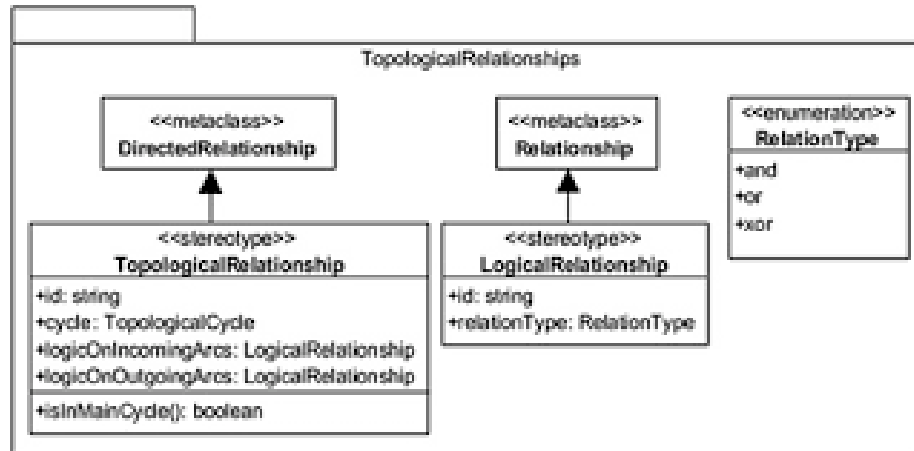 TopologicalRelationships
<<metaclass>>
DirectedRelationship
<<metaclass>>
Relationship
<<enumeration>>
RelationType
+and
+or
+xor
<<stereotype>>
TopologicalRelationship
+id: string
+cycle: TopologicalCycle
+logicOnIncomingArcs: LogicalRelationship
+logicOnOutgoingArcs: LogicalRelationship
+isInMainCycle(): boolean
<<stereotype>>
LogicalRelationship
+id: string
+relationType: RelationType